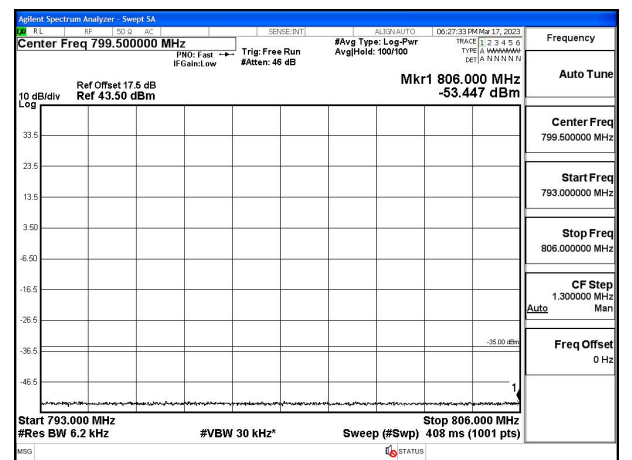 Agilent Spectrum Analyzer - Swept SA
RL RF 50 Ω AC SENSE:INT ALIGNAUTO 06:27:33 PM Mar 17, 2023
Center Freq 799.500000 MHz
PNO: Fast
IFGain:Low
Trig: Free Run
#Atten: 46 dB
#Avg Type: Log-Pwr
Avg|Hold: 100/100
TRACE 1 2 3 4 5 6
TYPE A WWWWW
DET A N N N N N
Ref Offset 17.5 dB
Ref 43.50 dBm
Mkr1 806.000 MHz
-53.447 dBm
10 dB/div
Log
33.5
23.5
13.5
3.50
-6.50
-16.5
-26.5
-35.00 dBm
-36.5
-46.5
1
Start 793.000 MHz
Stop 806.000 MHz
#Res BW 6.2 kHz #VBW 30 kHz* Sweep (#Swp) 408 ms (1001 pts)
MSG STATUS
Frequency
Auto Tune
Center Freq
799.500000 MHz
Start Freq
793.000000 MHz
Stop Freq
806.000000 MHz
CF Step
1.300000 MHz
Auto Man
Freq Offset
0 Hz